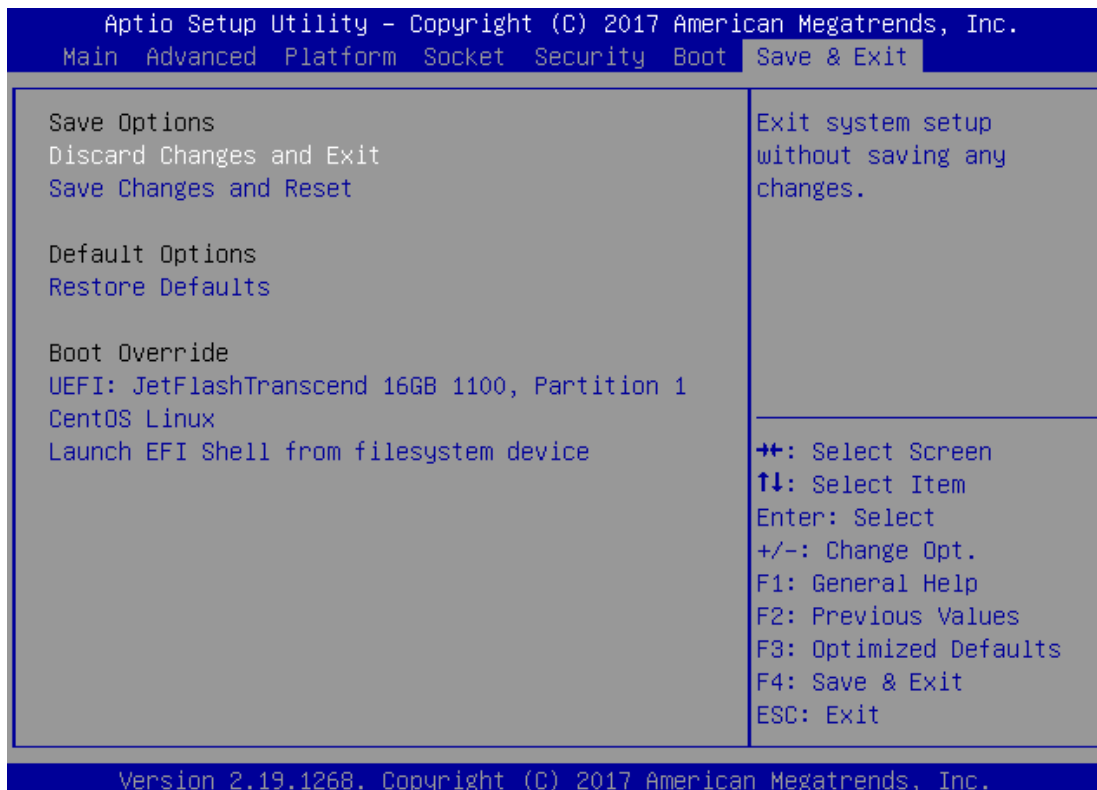 Aptio Setup Utility – Copyright (C) 2017 American Megatrends, Inc.
Main Advanced Platform Socket Security Boot Save & Exit
Save Options
Discard Changes and Exit
Save Changes and Reset
Default Options
Restore Defaults
Boot Override
UEFI: JetFlashTranscend 16GB 1100, Partition 1
CentOS Linux
Launch EFI Shell from filesystem device
Exit system setup
without saving any
changes.
→←: Select Screen
↑↓: Select Item
Enter: Select
+/-: Change Opt.
F1: General Help
F2: Previous Values
F3: Optimized Defaults
F4: Save & Exit
ESC: Exit
Version 2.19.1268. Copyright (C) 2017 American Megatrends, Inc.